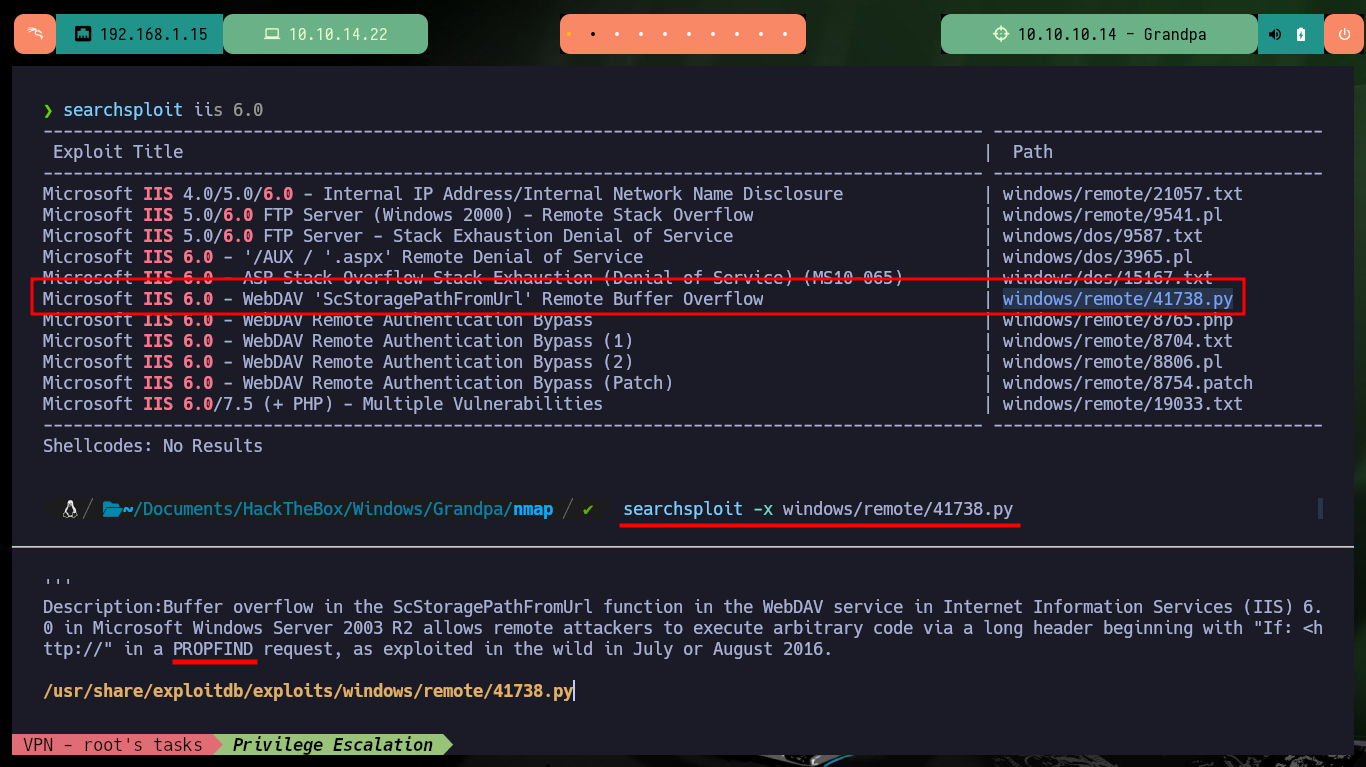 192.168.1.15 10.10.14.22 10.10.10.14 - Grandpa
❯ searchsploit iis 6.0
--------------------------------------------------------------------------------------------- ---------------------------------
Exploit Title | Path
--------------------------------------------------------------------------------------------- ---------------------------------
Microsoft IIS 4.0/5.0/6.0 - Internal IP Address/Internal Network Name Disclosure | windows/remote/21057.txt
Microsoft IIS 5.0/6.0 FTP Server (Windows 2000) - Remote Stack Overflow | windows/remote/9541.pl
Microsoft IIS 5.0/6.0 FTP Server - Stack Exhaustion Denial of Service | windows/dos/9587.txt
Microsoft IIS 6.0 - '/AUX / '.aspx' Remote Denial of Service | windows/dos/3965.pl
Microsoft IIS 6.0 - ASP Stack Overflow Stack Exhaustion (Denial of Service) (MS10-065) | windows/dos/15167.txt
Microsoft IIS 6.0 - WebDAV 'ScStoragePathFromUrl' Remote Buffer Overflow | windows/remote/41738.py
Microsoft IIS 6.0 - WebDAV Remote Authentication Bypass | windows/remote/8765.php
Microsoft IIS 6.0 - WebDAV Remote Authentication Bypass (1) | windows/remote/8704.txt
Microsoft IIS 6.0 - WebDAV Remote Authentication Bypass (2) | windows/remote/8806.pl
Microsoft IIS 6.0 - WebDAV Remote Authentication Bypass (Patch) | windows/remote/8754.patch
Microsoft IIS 6.0/7.5 (+ PHP) - Multiple Vulnerabilities | windows/remote/19033.txt
--------------------------------------------------------------------------------------------- ---------------------------------
Shellcodes: No Results
/ ~/Documents/HackTheBox/Windows/Grandpa/nmap / ✔ searchsploit -x windows/remote/41738.py
'''
Description:Buffer overflow in the ScStoragePathFromUrl function in the WebDAV service in Internet Information Services (IIS) 6.
0 in Microsoft Windows Server 2003 R2 allows remote attackers to execute arbitrary code via a long header beginning with "If: <h
ttp://" in a PROPFIND request, as exploited in the wild in July or August 2016.
/usr/share/exploitdb/exploits/windows/remote/41738.py
VPN - root's tasks Privilege Escalation